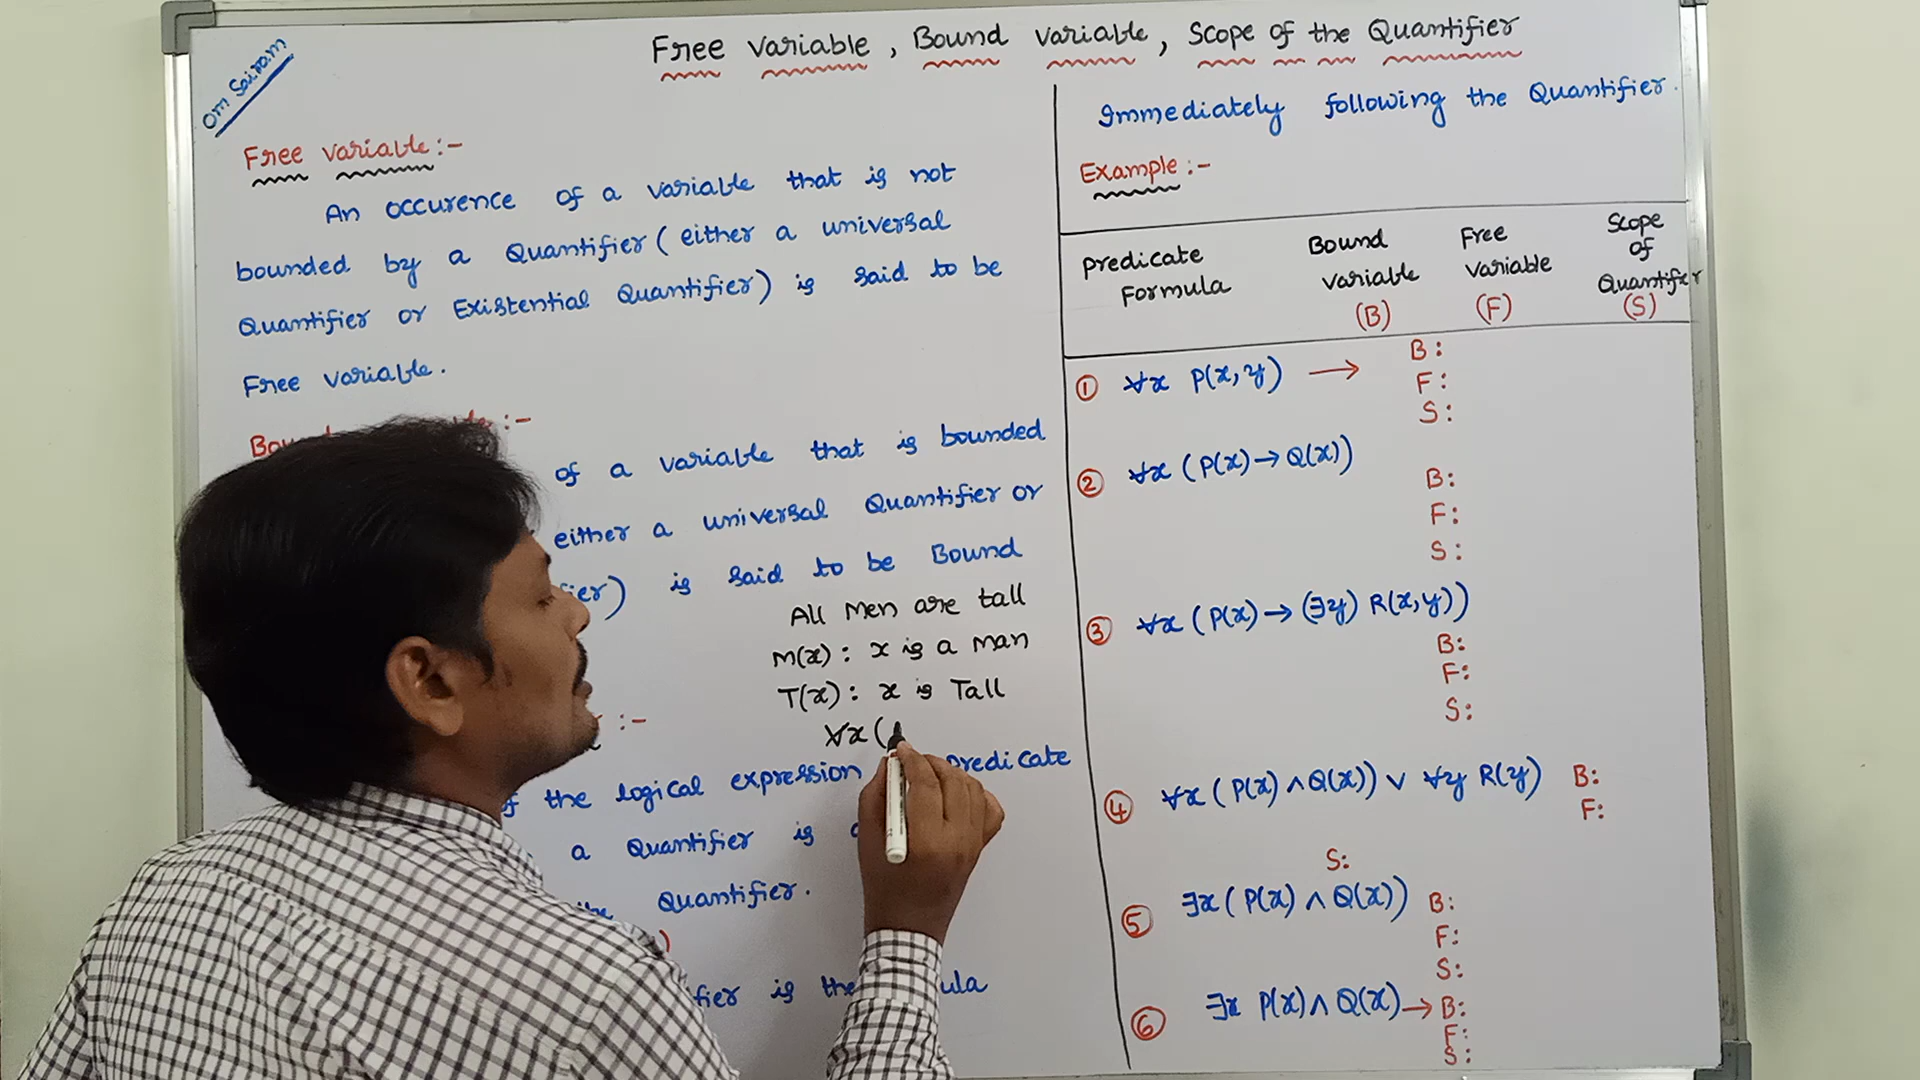 Free variable, Bound variable, Scope of the Quantifier
Om Sairam
Free variable:-
An occurence of a variable that is not
bounded by a Quantifier (either a universal
Quantifier or Existential Quantifier) is said to be
Free variable.
:-
of a variable that is bounded
either a universal Quantifier or
) is said to be Bound
All Men are tall
M(x): x is a man
T(x): x is Tall
∀x(
:-
the logical expression predicate
a Quantifier is
Quantifier.
)
is the
Immediately following the Quantifier.
Example:-
Predicate Formula
Bound variable (B)
Free variable (F)
Scope of Quantifier (S)
① ∀x P(x,y) → B:
F:
S:
② ∀x (P(x) → Q(x))
B:
F:
S:
③ ∀x (P(x) → (∃y) R(x,y))
B:
F:
S:
④ ∀x (P(x) ∧ Q(x)) ∨ ∀y R(y) B:
F:
S:
⑤ ∃x (P(x) ∧ Q(x)) B:
F:
S:
⑥ ∃x P(x) ∧ Q(x) → B:
F:
S: